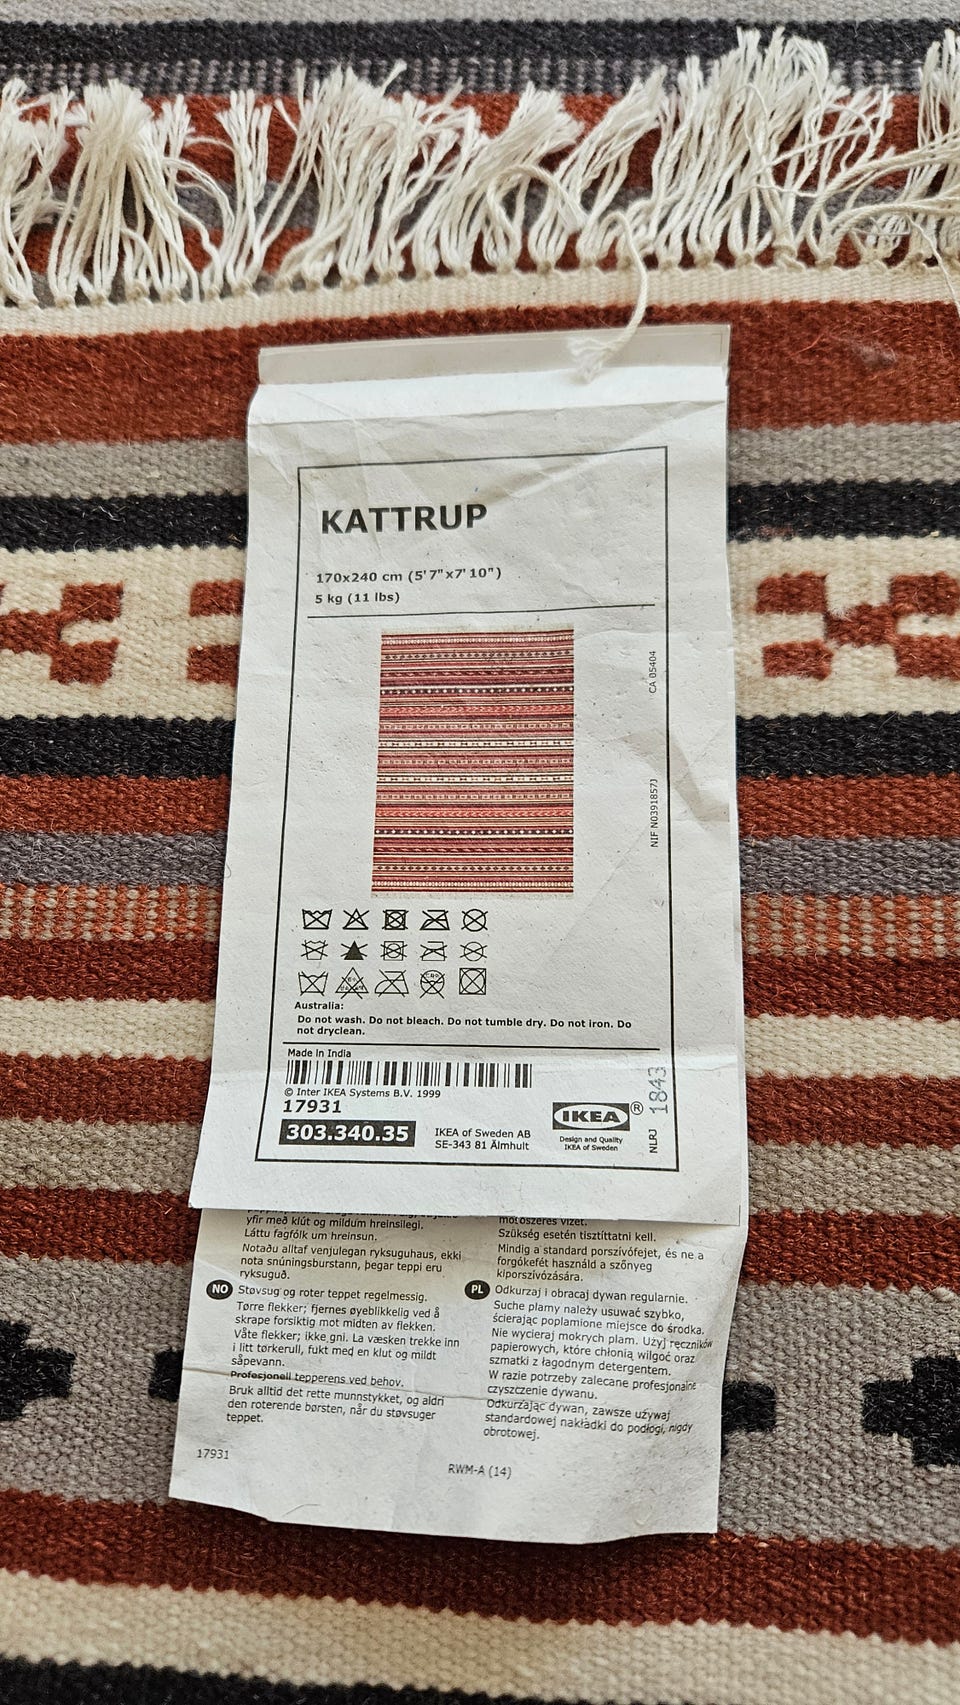 KATTRUP
170x240 cm (5'7"x7'10")
5 kg (11 lbs)
CA 05404
NIF N0391857J
Australia:
Do not wash. Do not bleach. Do not tumble dry. Do not iron. Do
not dryclean.
Made in India
© Inter IKEA Systems B.V. 1999
17931
303.340.35
IKEA of Sweden AB
SE-343 81 Älmhult
IKEA®
Design and Quality
IKEA of Sweden
NLRJ 1843
yfir með klút og mildum hreinsilegi.
Láttu fagfólk um hreinsun.
Notaðu alltaf venjulegan ryksuguhaus, ekki
nota snúningsburstann, þegar teppi eru
ryksuguð.
NO Støvsug og roter teppet regelmessig.
Tørre flekker; fjernes øyeblikkelig ved å
skrape forsiktig mot midten av flekken.
Våte flekker; ikke gni. La væsken trekke inn
i litt tørkerull, fukt med en klut og mildt
såpevann.
Profesjonell tepperens ved behov.
Bruk alltid det rette munnstykket, og aldri
den roterende børsten, når du støvsuger
teppet.
17931
mosószeres vízet.
Szükség esetén tisztíttatni kell.
Mindig a standard porszívófejet, és ne a
forgókefét használd a szőnyeg
kiporszívózására.
PL Odkurzaj i obracaj dywan regularnie.
Suche plamy należy usuwać szybko,
ścierając poplamione miejsce do środka.
Nie wycieraj mokrych plam. Użyj ręczników
papierowych, które chłonią wilgoć oraz
szmatki z łagodnym detergentem.
W razie potrzeby zalecane profesjonalne
czyszczenie dywanu.
Odkurzając dywan, zawsze używaj
standardowej nakładki do podłogi, nigdy
obrotowej.
RWM-A (14)